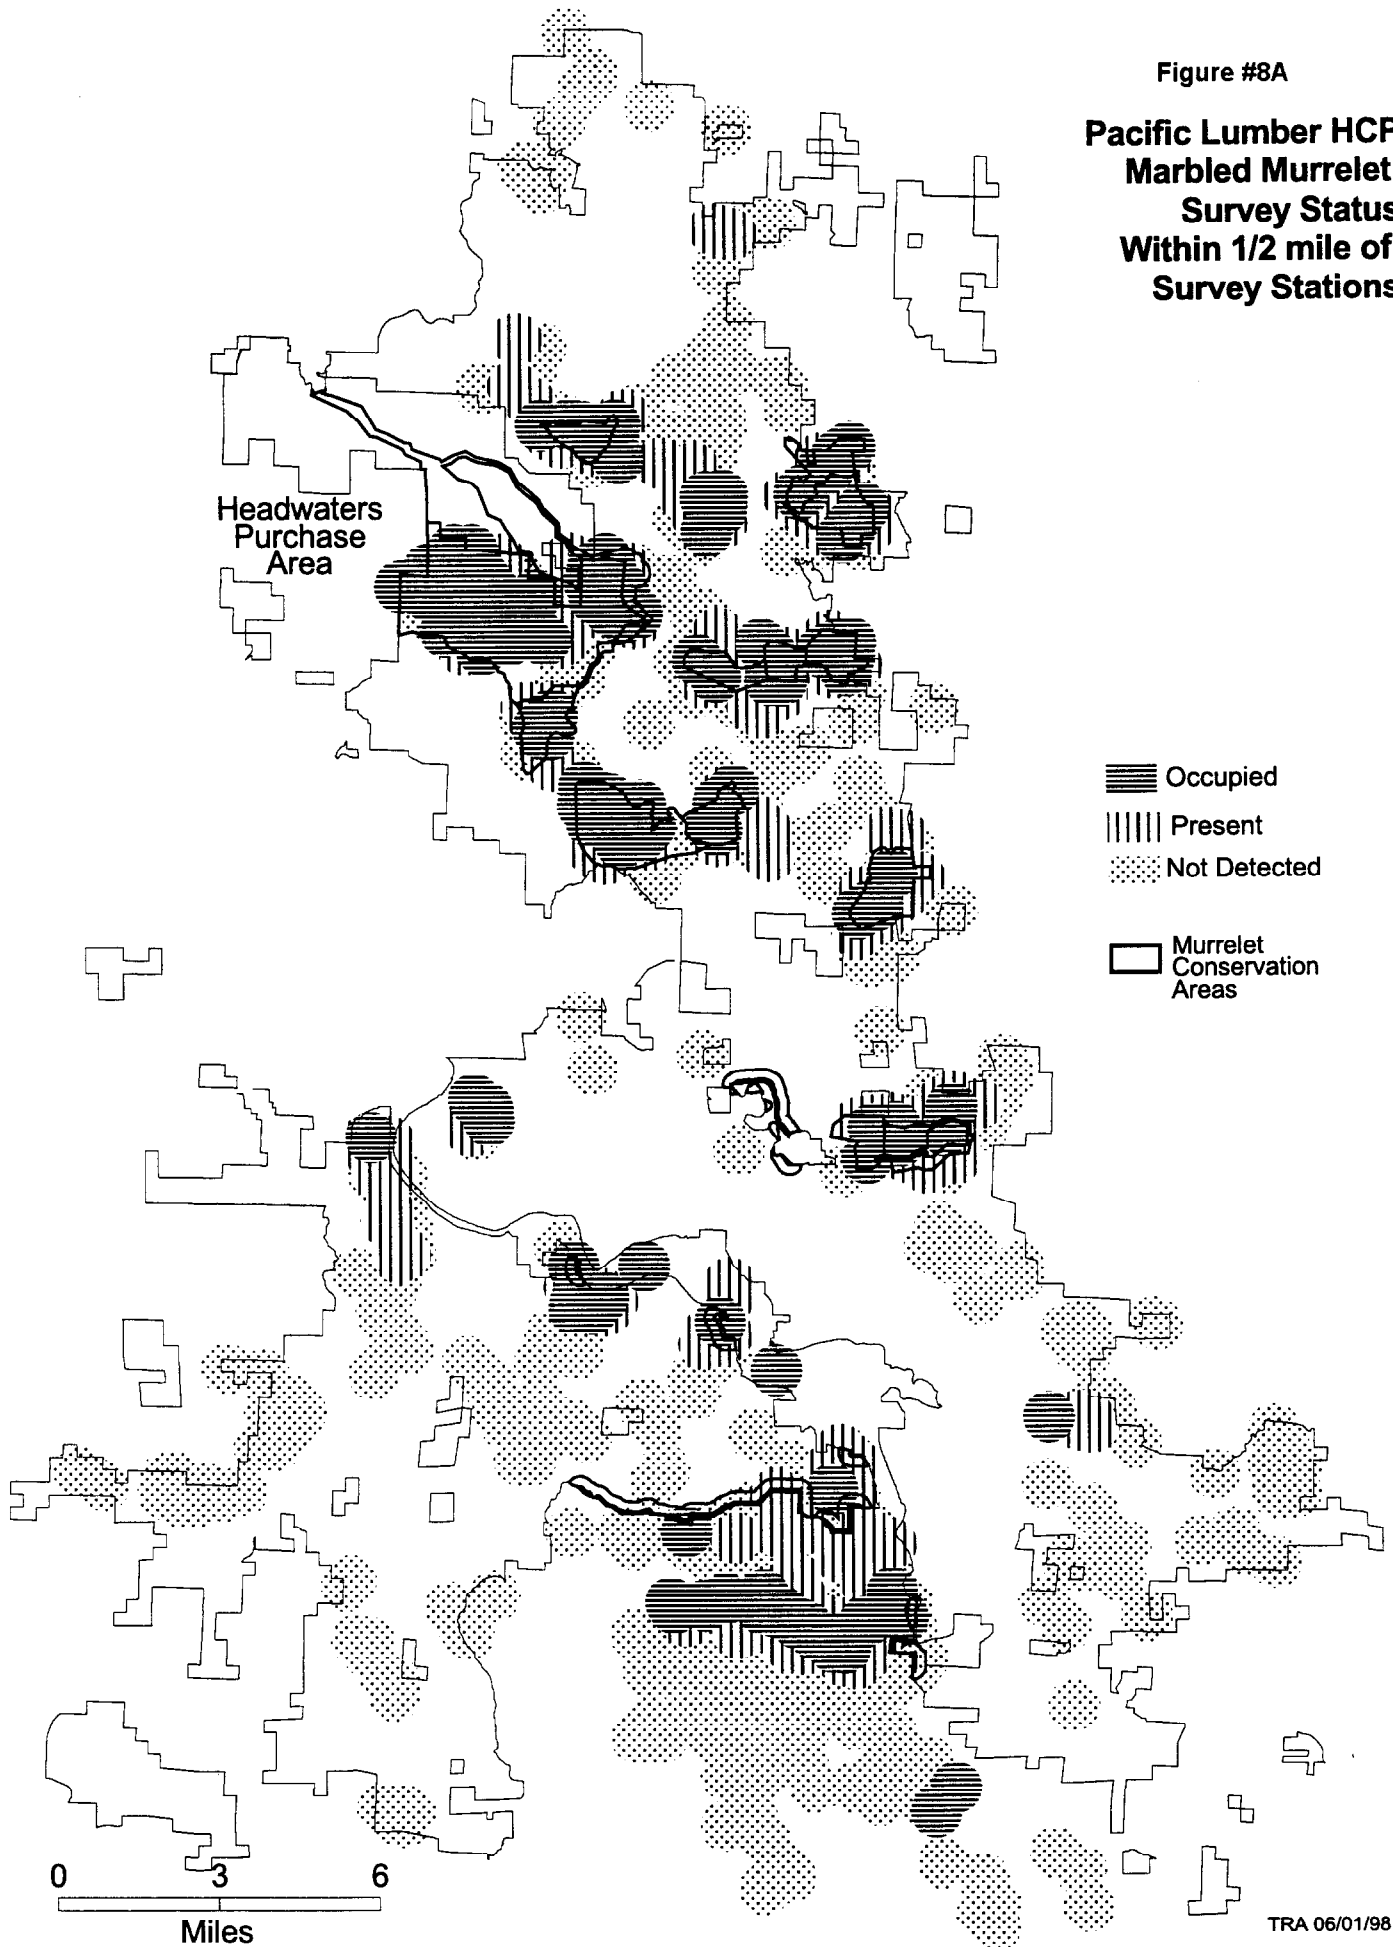 Figure #8A
Pacific Lumber HCP
Marbled Murrelet
Survey Status
Within 1/2 mile of
Survey Stations
Headwaters
Purchase
Area
Occupied
Present
Not Detected
Murrelet
Conservation
Areas
0 3 6
Miles
TRA 06/01/98